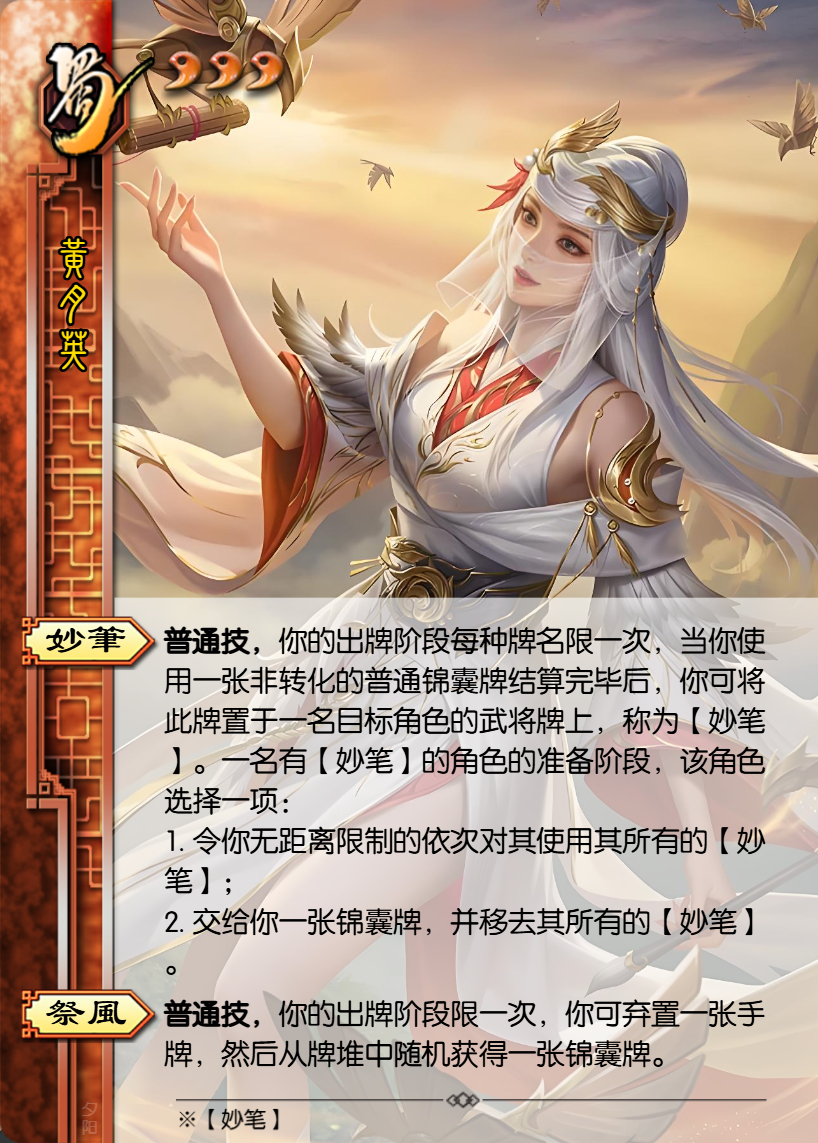 蜀
黃月英
妙筆
普通技，你的出牌阶段每种牌名限一次，当你使
用一张非转化的普通锦囊牌结算完毕后，你可将
此牌置于一名目标角色的武将牌上，称为【妙笔
】。一名有【妙笔】的角色的准备阶段，该角色
选择一项：
1. 令你无距离限制的依次对其使用其所有的【妙
笔】；
2. 交给你一张锦囊牌，并移去其所有的【妙笔】
。
祭風
普通技，你的出牌阶段限一次，你可弃置一张手
牌，然后从牌堆中随机获得一张锦囊牌。
※【妙笔】
夕阳